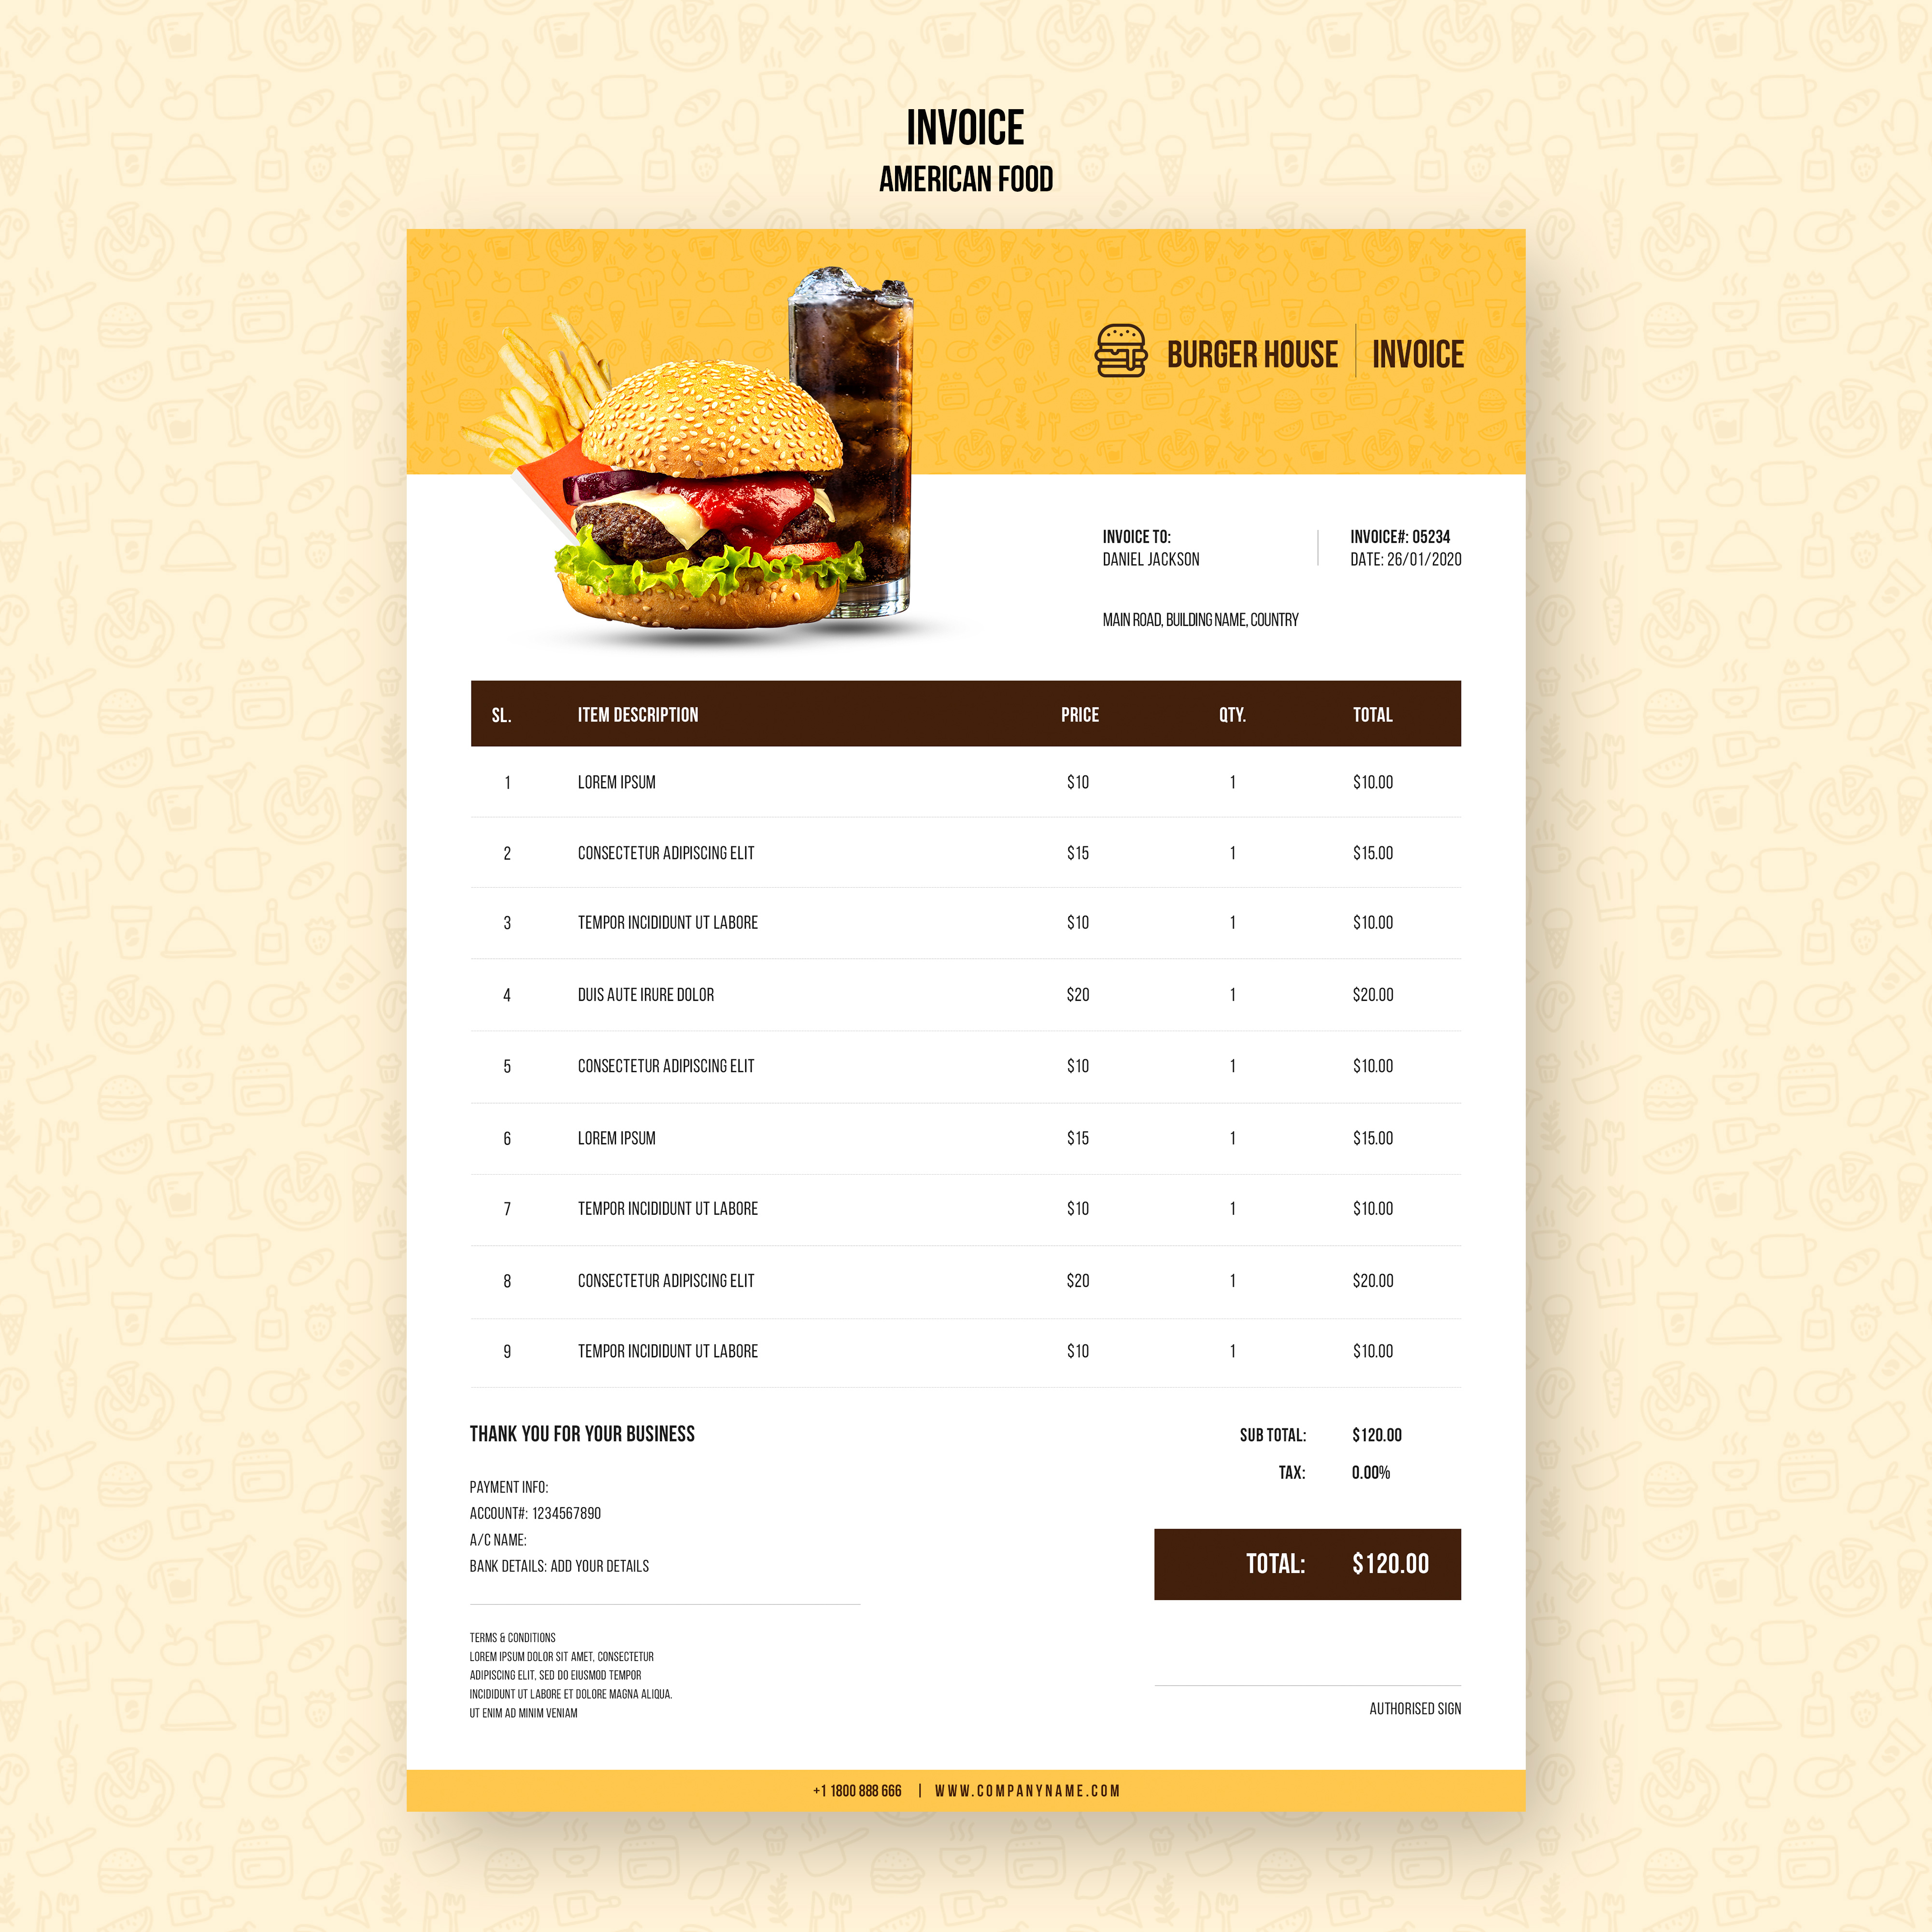 INVOICE
AMERICAN FOOD
BURGER HOUSE | INVOICE
INVOICE TO:
DANIEL JACKSON
INVOICE#: 05234
DATE: 26/01/2020
MAIN ROAD, BUILDING NAME, COUNTRY
SL. ITEM DESCRIPTION PRICE QTY. TOTAL
1 LOREM IPSUM $10 1 $10.00
2 CONSECTETUR ADIPISCING ELIT $15 1 $15.00
3 TEMPOR INCIDIDUNT UT LABORE $10 1 $10.00
4 DUIS AUTE IRURE DOLOR $20 1 $20.00
5 CONSECTETUR ADIPISCING ELIT $10 1 $10.00
6 LOREM IPSUM $15 1 $15.00
7 TEMPOR INCIDIDUNT UT LABORE $10 1 $10.00
8 CONSECTETUR ADIPISCING ELIT $20 1 $20.00
9 TEMPOR INCIDIDUNT UT LABORE $10 1 $10.00
THANK YOU FOR YOUR BUSINESS
PAYMENT INFO:
ACCOUNT#: 1234567890
A/C NAME:
BANK DETAILS: ADD YOUR DETAILS
SUB TOTAL: $120.00
TAX: 0.00%
TOTAL: $120.00
TERMS & CONDITIONS
LOREM IPSUM DOLOR SIT AMET, CONSECTETUR
ADIPISCING ELIT, SED DO EIUSMOD TEMPOR
INCIDIDUNT UT LABORE ET DOLORE MAGNA ALIQUA.
UT ENIM AD MINIM VENIAM
AUTHORISED SIGN
+1 1800 888 666 | WWW.COMPANYNAME.COM